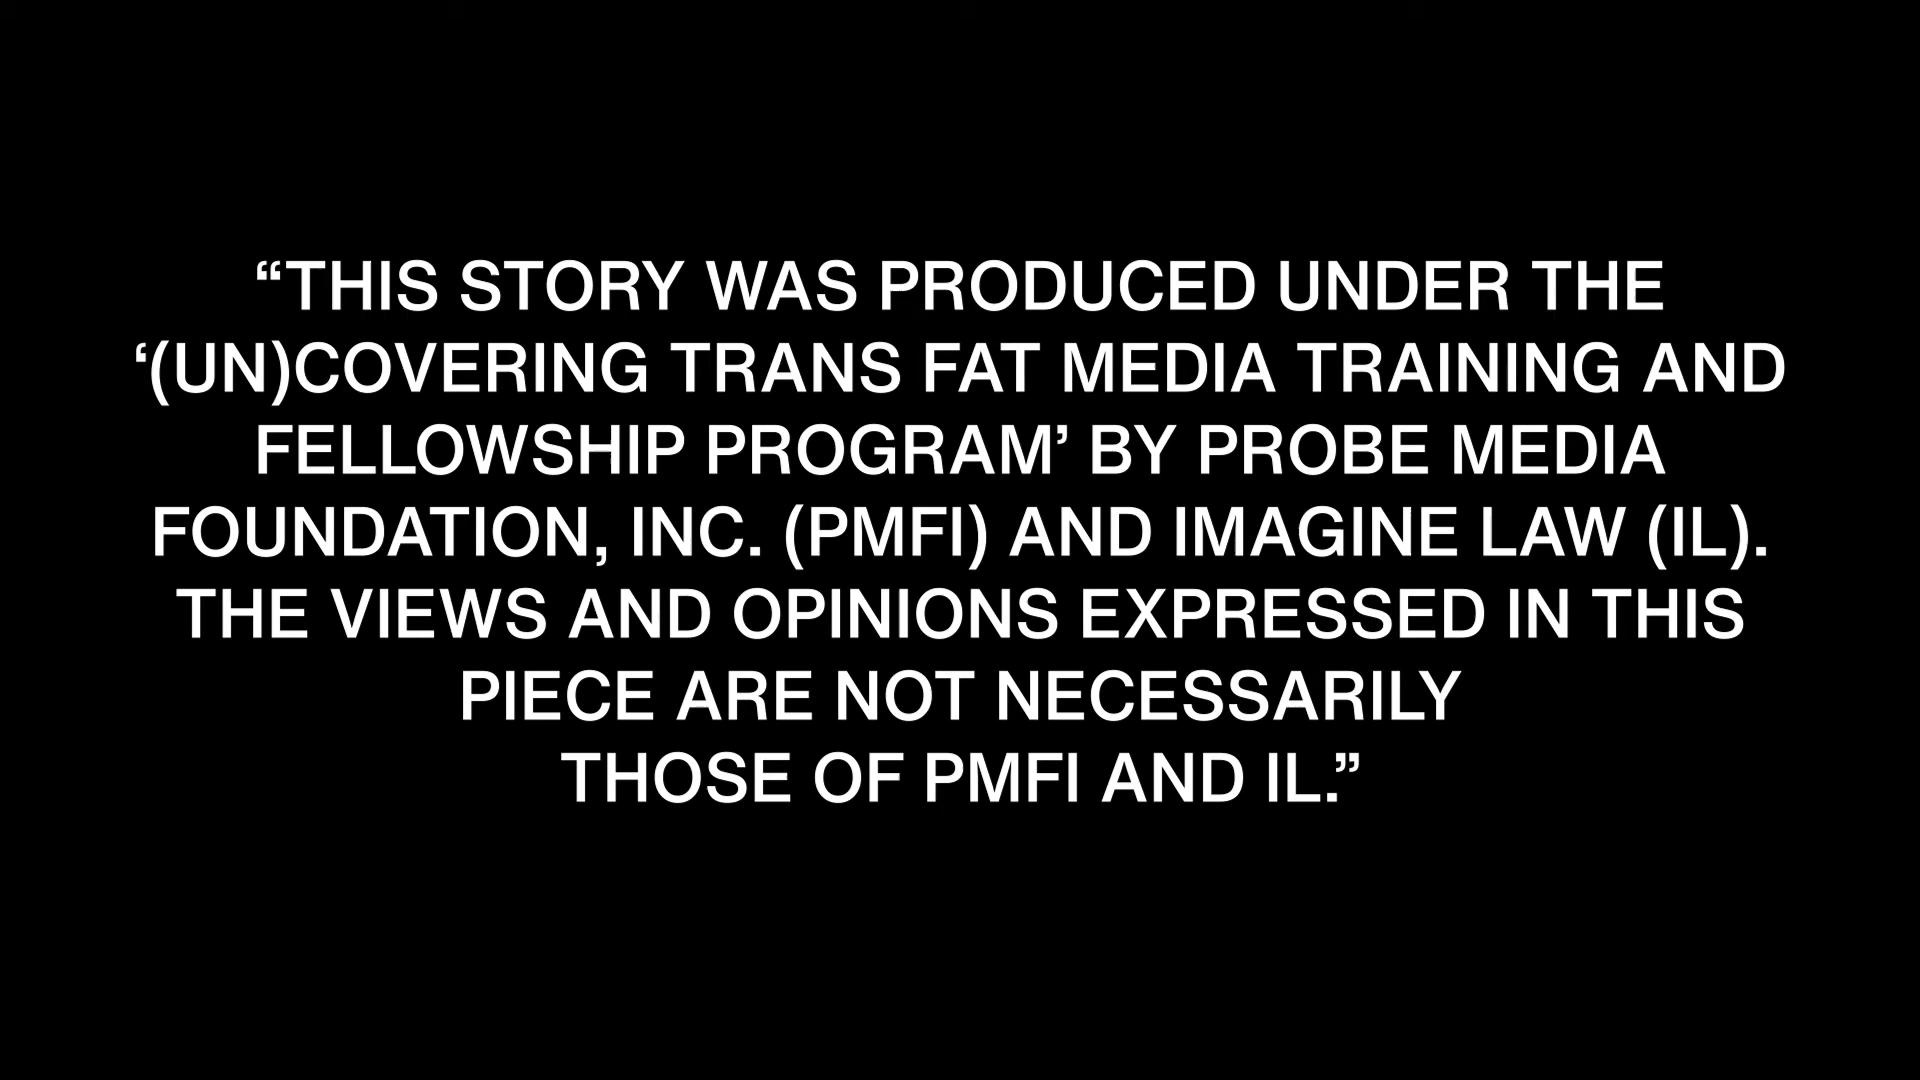 “THIS STORY WAS PRODUCED UNDER THE
‘(UN)COVERING TRANS FAT MEDIA TRAINING AND
FELLOWSHIP PROGRAM’ BY PROBE MEDIA
FOUNDATION, INC. (PMFI) AND IMAGINE LAW (IL).
THE VIEWS AND OPINIONS EXPRESSED IN THIS
PIECE ARE NOT NECESSARILY
THOSE OF PMFI AND IL.”